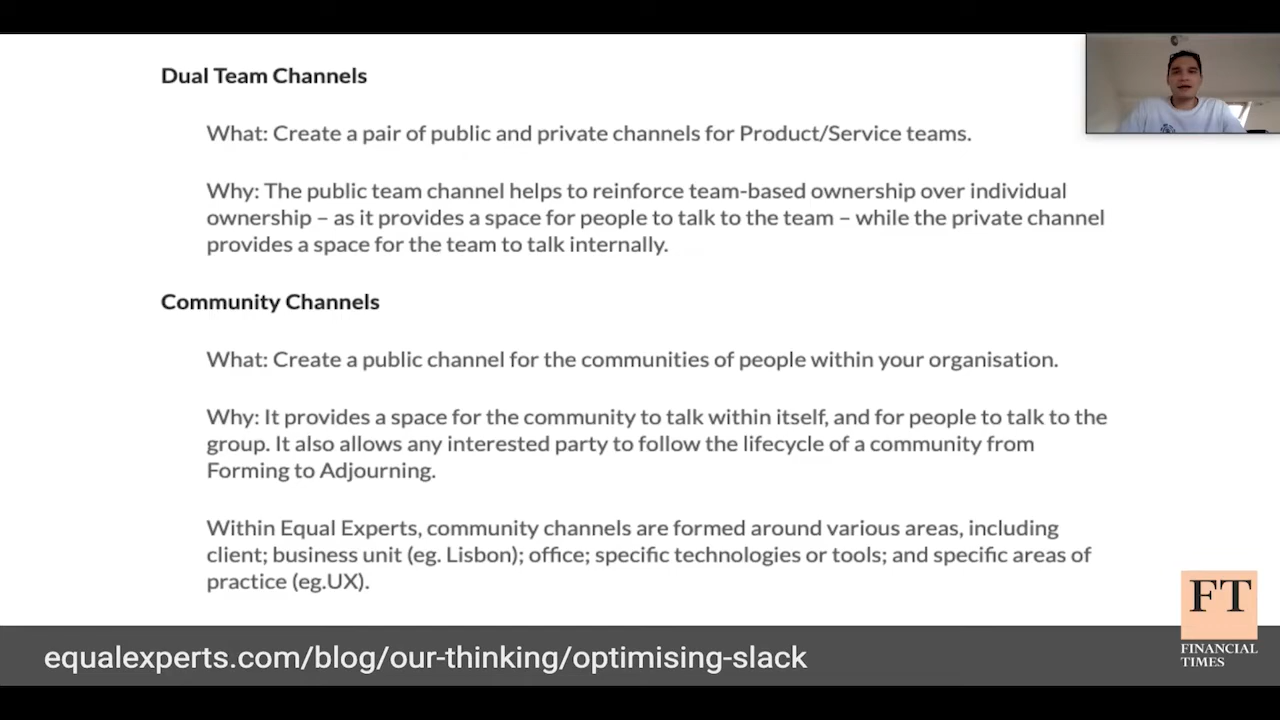 Dual Team Channels
What: Create a pair of public and private channels for Product/Service teams.
Why: The public team channel helps to reinforce team-based ownership over individual
ownership – as it provides a space for people to talk to the team – while the private channel
provides a space for the team to talk internally.
Community Channels
What: Create a public channel for the communities of people within your organisation.
Why: It provides a space for the community to talk within itself, and for people to talk to the
group. It also allows any interested party to follow the lifecycle of a community from
Forming to Adjourning.
Within Equal Experts, community channels are formed around various areas, including
client; business unit (eg. Lisbon); office; specific technologies or tools; and specific areas of
practice (eg.UX).
FT
FINANCIAL
TIMES
equalexperts.com/blog/our-thinking/optimising-slack